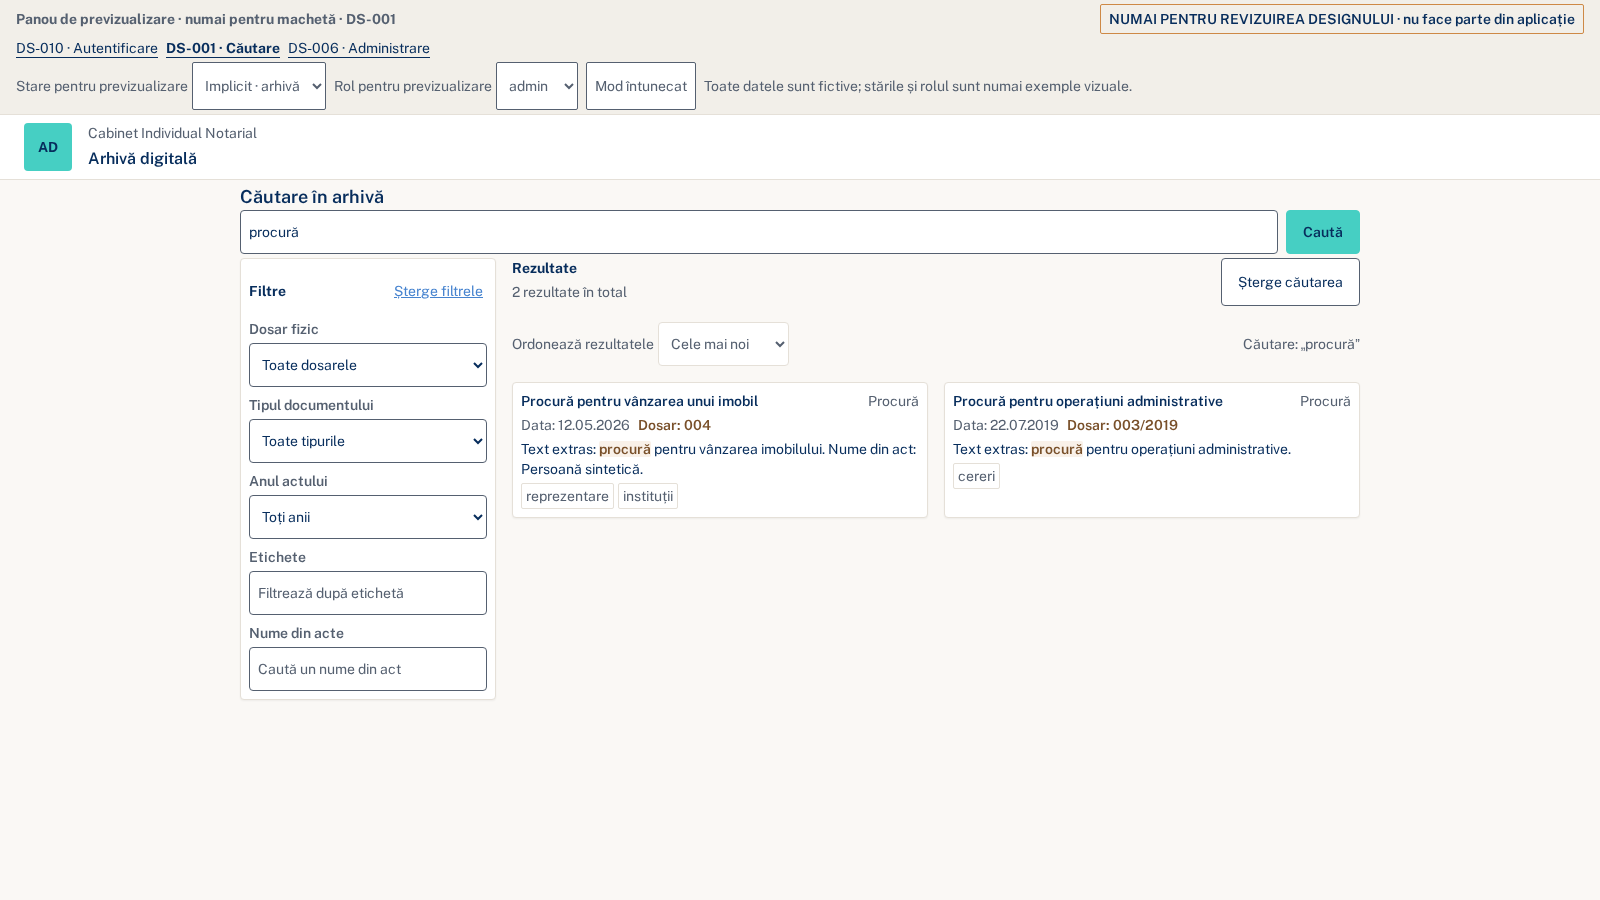 Panou de previzualizare · numai pentru machetă · DS-001
NUMAI PENTRU REVIZUIREA DESIGNULUI · nu face parte din aplicație
DS-010 · Autentificare DS-001 · Căutare DS-006 · Administrare
Stare pentru previzualizare Implicit · arhivă Rol pentru previzualizare admin Mod întunecat Toate datele sunt fictive; stările și rolul sunt numai exemple vizuale.
AD
Cabinet Individual Notarial
Arhivă digitală
Căutare în arhivă
procură Caută
Filtre Șterge filtrele
Dosar fizic
Toate dosarele
Tipul documentului
Toate tipurile
Anul actului
Toți anii
Etichete
Filtrează după etichetă
Nume din acte
Caută un nume din act
Rezultate
2 rezultate în total
Șterge căutarea
Ordonează rezultatele Cele mai noi Căutare: „procură”
Procură pentru vânzarea unui imobil Procură
Data: 12.05.2026 Dosar: 004
Text extras: procură pentru vânzarea imobilului. Nume din act:
Persoană sintetică.
reprezentare instituții
Procură pentru operațiuni administrative Procură
Data: 22.07.2019 Dosar: 003/2019
Text extras: procură pentru operațiuni administrative.
cereri